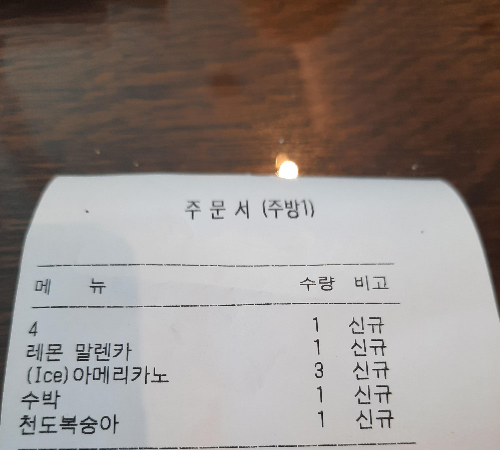 주 문 서 (주방1)
메 뉴 수량 비고
4 1 신규
레몬 말렌카 1 신규
(Ice)아메리카노 3 신규
수박 1 신규
천도복숭아 1 신규